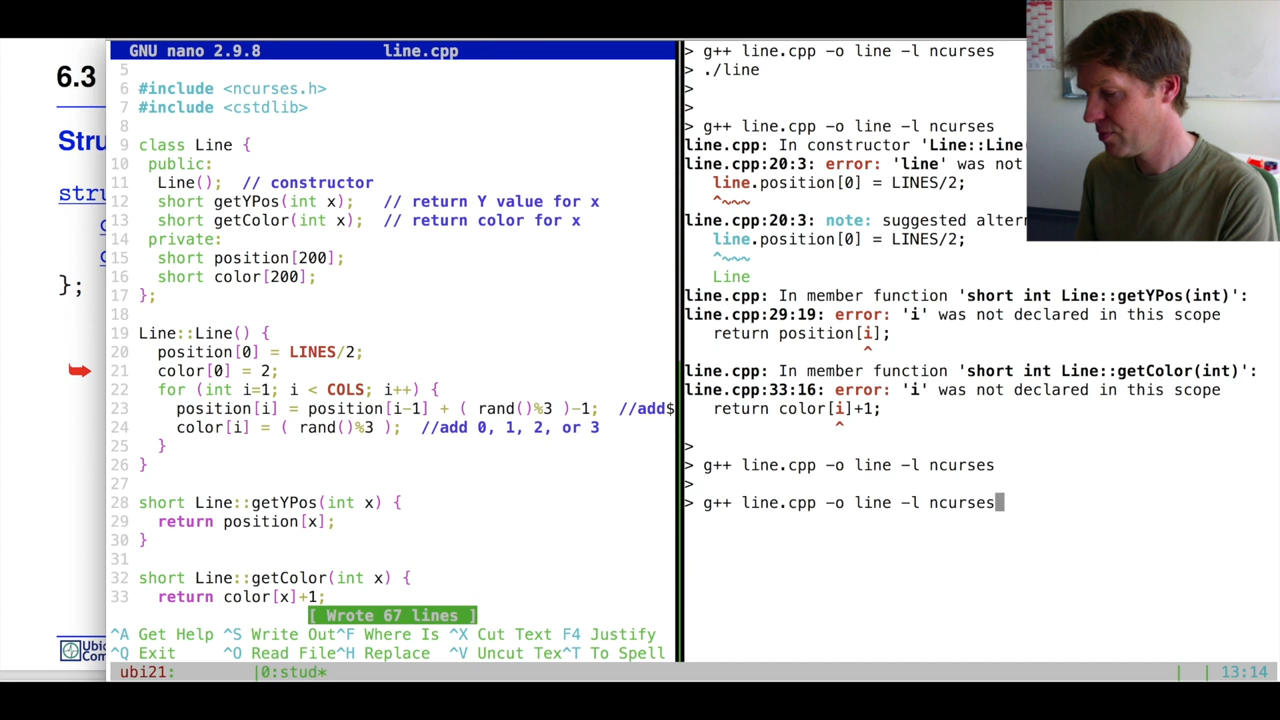 6.3
Stru
stru
c
c
};
Ubic
Com
GNU nano 2.9.8 line.cpp
5
6 #include <ncurses.h>
7 #include <cstdlib>
8
9 class Line {
10 public:
11 Line(); // constructor
12 short getYPos(int x); // return Y value for x
13 short getColor(int x); // return color for x
14 private:
15 short position[200];
16 short color[200];
17 };
18
19 Line::Line() {
20 position[0] = LINES/2;
21 color[0] = 2;
22 for (int i=1; i < COLS; i++) {
23 position[i] = position[i-1] + ( rand()%3 )-1; //add$
24 color[i] = ( rand()%3 ); //add 0, 1, 2, or 3
25 }
26 }
27
28 short Line::getYPos(int x) {
29 return position[x];
30 }
31
32 short Line::getColor(int x) {
33 return color[x]+1;
[ Wrote 67 lines ]
^A Get Help ^S Write Out^F Where Is ^X Cut Text F4 Justify
^Q Exit ^O Read File^H Replace ^V Uncut Tex^T To Spell
> g++ line.cpp -o line -l ncurses
> ./line
>
>
> g++ line.cpp -o line -l ncurses
line.cpp: In constructor 'Line::Line(
line.cpp:20:3: error: 'line' was not
line.position[0] = LINES/2;
^~~~
line.cpp:20:3: note: suggested altern
line.position[0] = LINES/2;
^~~~
Line
line.cpp: In member function 'short int Line::getYPos(int)':
line.cpp:29:19: error: 'i' was not declared in this scope
return position[i];
^
line.cpp: In member function 'short int Line::getColor(int)':
line.cpp:33:16: error: 'i' was not declared in this scope
return color[i]+1;
^
>
> g++ line.cpp -o line -l ncurses
>
> g++ line.cpp -o line -l ncurses
ubi21: |0:stud* | | 13:14